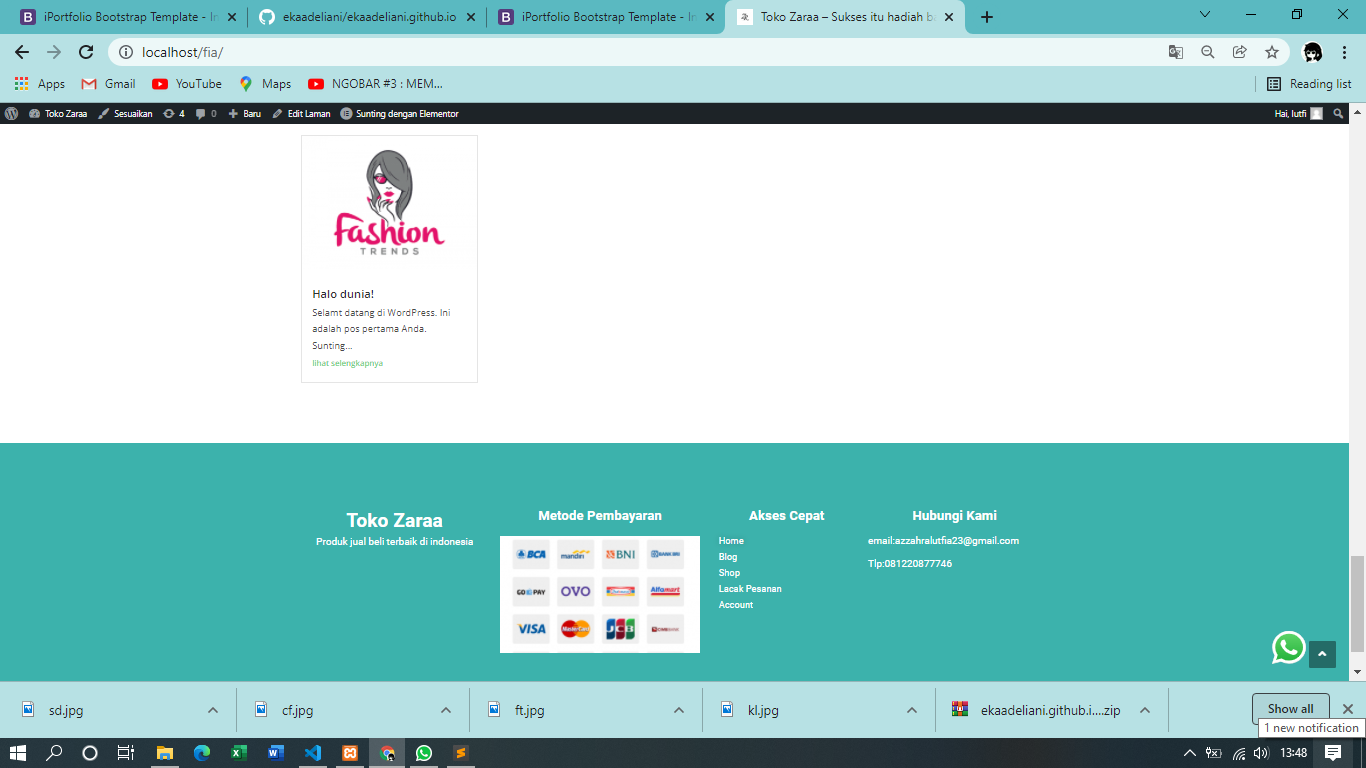 iPortfolio Bootstrap Template - In
ekaadeliani/ekaadeliani.github.io
iPortfolio Bootstrap Template - In
Toko Zaraa – Sukses itu hadiah ba
localhost/fia/
Apps
Gmail
YouTube
Maps
NGOBAR #3 : MEM...
Reading list
Toko Zaraa
Sesuaikan
4
0
Baru
Edit Laman
Sunting dengan Elementor
Hai, lutfi
Fashion
TRENDS
Halo dunia!
Selamt datang di WordPress. Ini
adalah pos pertama Anda.
Sunting...
lihat selengkapnya
Toko Zaraa
Produk jual beli terbaik di indonesia
Metode Pembayaran
BCA
mandiri
BNI
BANK BRI
GO PAY
OVO
Indomaret
Alfamart
VISA
MasterCard
JCB
Akses Cepat
Home
Blog
Shop
Lacak Pesanan
Account
Hubungi Kami
email:azzahralutfia23@gmail.com
Tlp:081220877746
sd.jpg
cf.jpg
ft.jpg
kl.jpg
ekaadeliani.github.i....zip
Show all
1 new notification
13:48